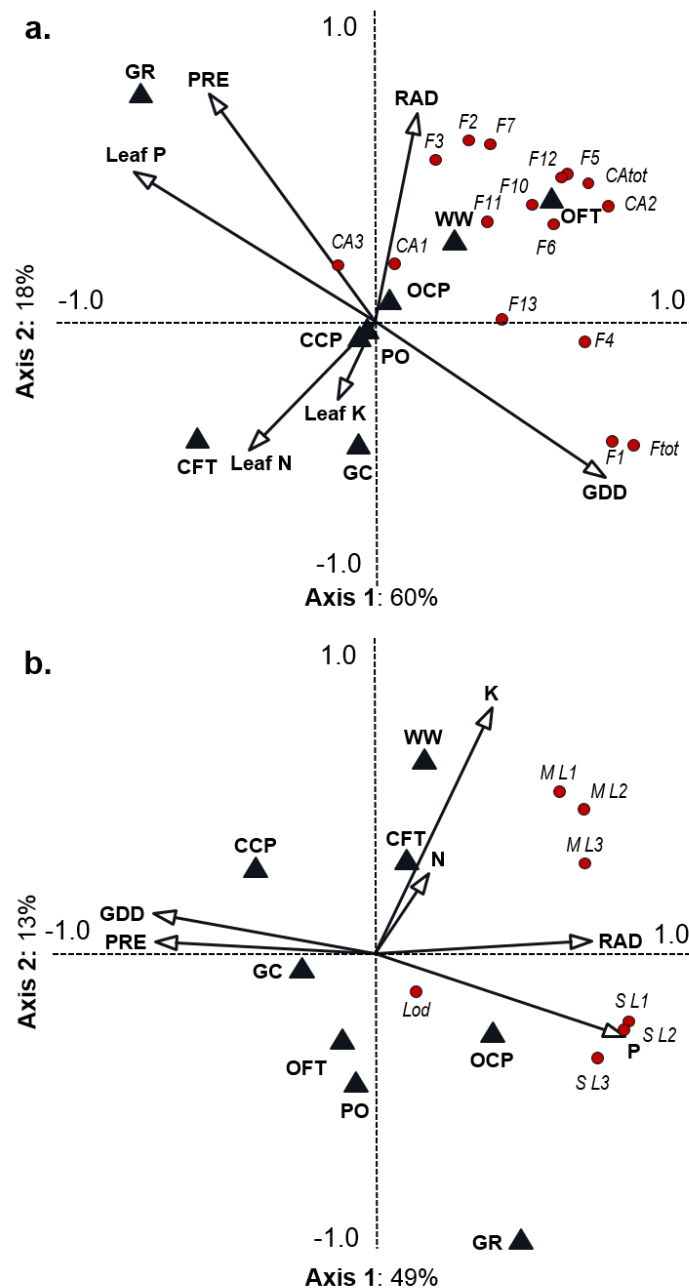 a.
1.0
GR
PRE
RAD
Leaf P
F2
F7
F3
F12
F5
CAtot
F10
CA2
F11
OFT
WW
F6
CA3
CA1
OCP
-1.0
1.0
F13
CCP
PO
F4
Leaf K
CFT
Leaf N
GC
F1
Ftot
GDD
Axis 2: 18%
-1.0
Axis 1: 60%
b.
1.0
K
WW
M L1
M L2
CCP
CFT
M L3
N
GDD
-1.0
PRE
RAD
1.0
GC
Lod
S L1
S L2
OFT
OCP
P
S L3
PO
Axis 2: 13%
-1.0
GR
Axis 1: 49%